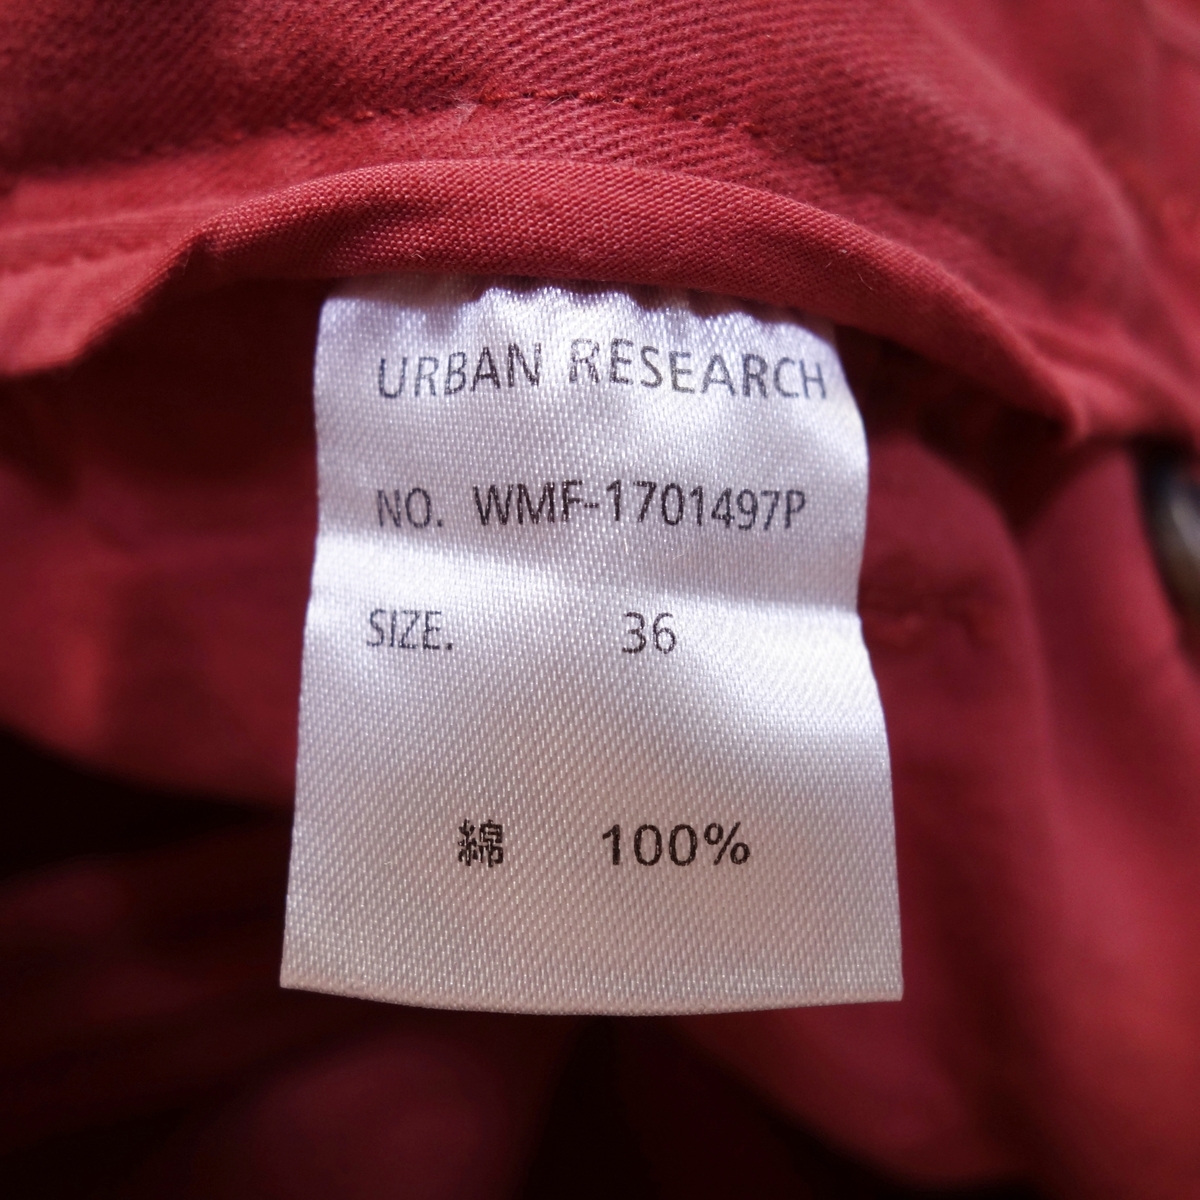 URBAN RESEARCH
NO. WMF-1701497P
SIZE. 36
綿 100%